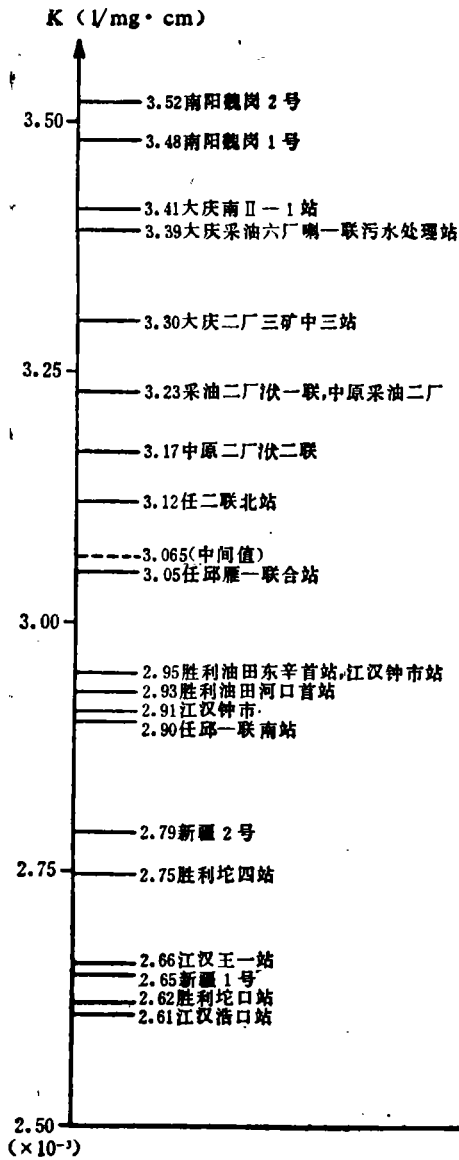 K (l/mg·cm)
3.52南阳魏岗2号
3.50
3.48南阳魏岗1号
3.41大庆南Ⅱ-1站
3.39大庆采油六厂喇一联污水处理站
3.30大庆二厂三矿中三站
3.25
3.23采油二厂洑一联,中原采油二厂
3.17中原二厂洑二联
3.12任二联北站
3.065(中间值)
3.05任邱雁一联合站
3.00
2.95胜利油田东辛首站,江汉钟市站
2.93胜利油田河口首站
2.91江汉钟市
2.90任邱一联南站
2.79新疆2号
2.75
2.75胜利坨四站
2.66江汉王一站
2.65新疆1号
2.62胜利坨口站
2.61江汉浩口站
2.50
(×10⁻³)